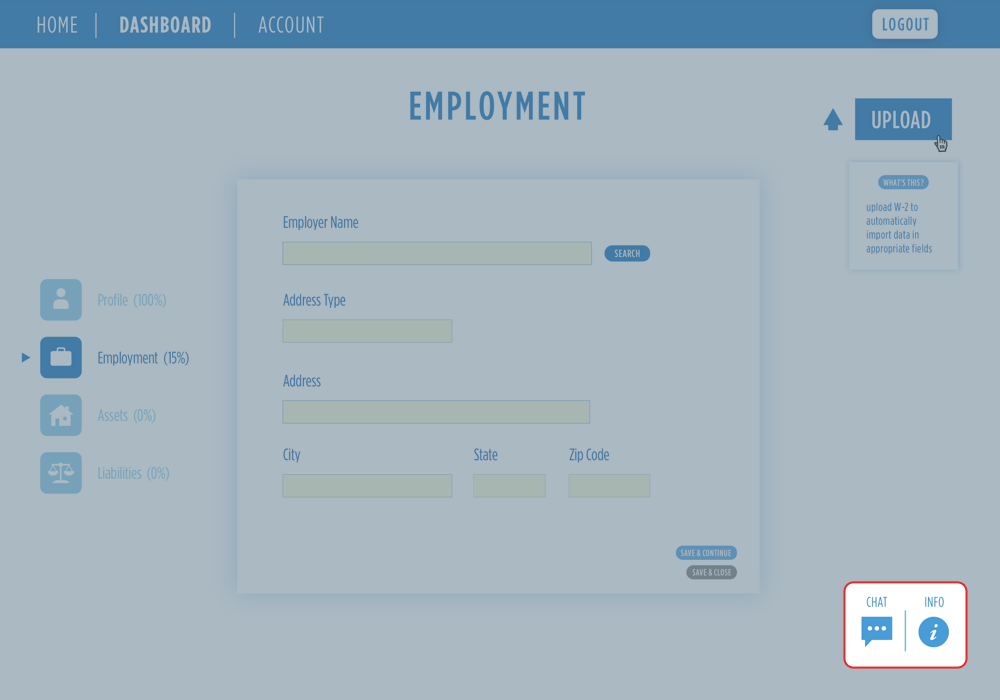 HOME
DASHBOARD
ACCOUNT
LOGOUT
EMPLOYMENT
UPLOAD
WHAT'S THIS?
upload W-2 to
automatically
import data in
appropriate fields
Employer Name
SEARCH
Address Type
Address
City
State
Zip Code
SAVE & CONTINUE
SAVE & CLOSE
Profile (100%)
Employment (15%)
Assets (0%)
Liabilities (0%)
CHAT
INFO
i